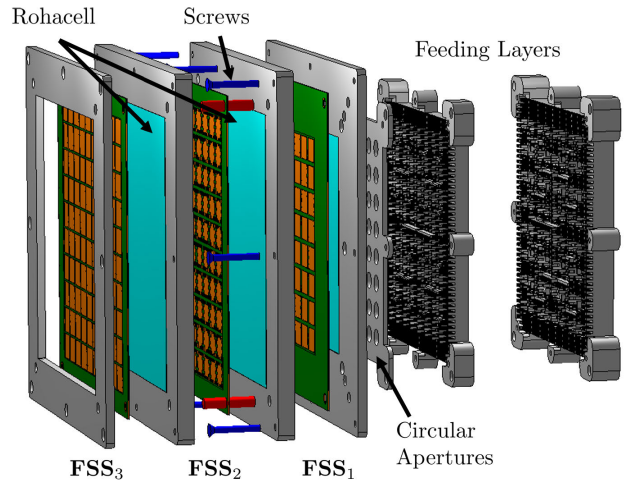 Rohacell
Screws
Feeding Layers
Circular
Apertures
FSS₃
FSS₂
FSS₁